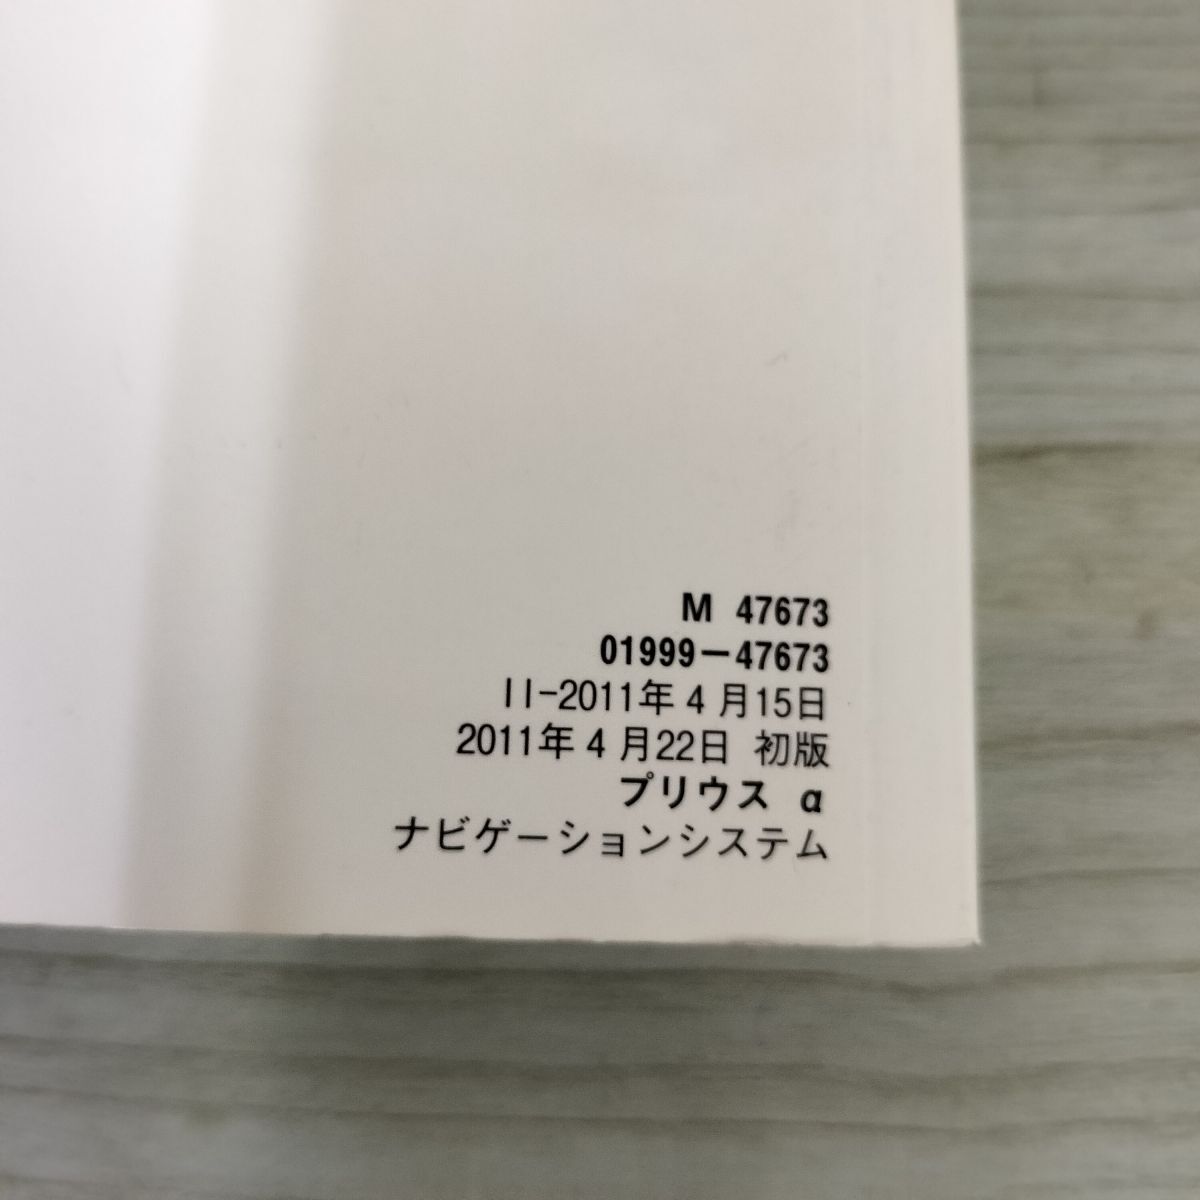 M 47673
01999-47673
II-2011年4月15日
2011年4月22日 初版
プリウス α
ナビゲーションシステム